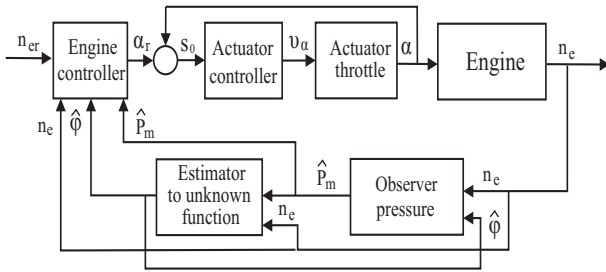 n_er
Engine
controller
α_r
s_0
Actuator
controller
υ_α
Actuator
throttle
α
Engine
n_e
n_e
φ̂
P̂_m
Estimator
to unknown
function
P̂_m
n_e
Observer
pressure
n_e
φ̂